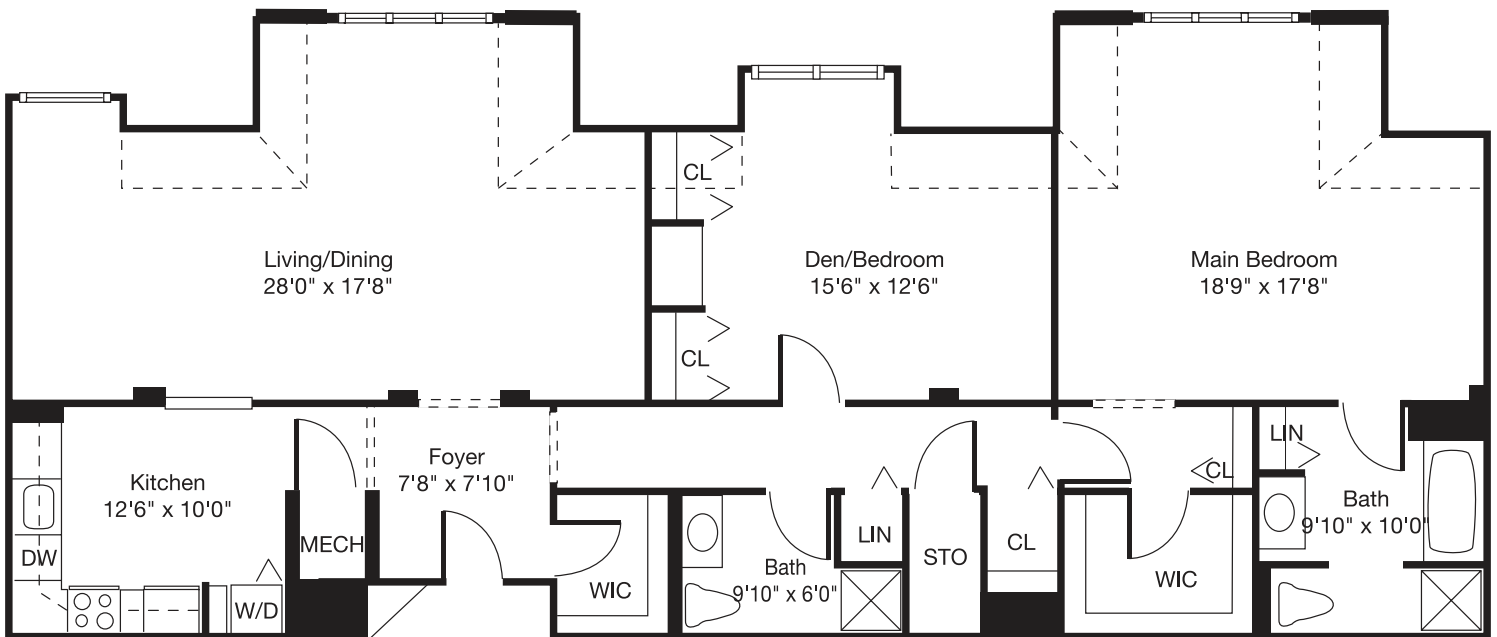 CL
Living/Dining
28'0" x 17'8"
Den/Bedroom
15'6" x 12'6"
Main Bedroom
18'9" x 17'8"
CL
LIN
Foyer
7'8" x 7'10"
CL
Kitchen
12'6" x 10'0"
Bath
9'10" x 10'0"
MECH
LIN
STO
CL
DW
Bath
9'10" x 6'0"
WIC
WIC
W/D